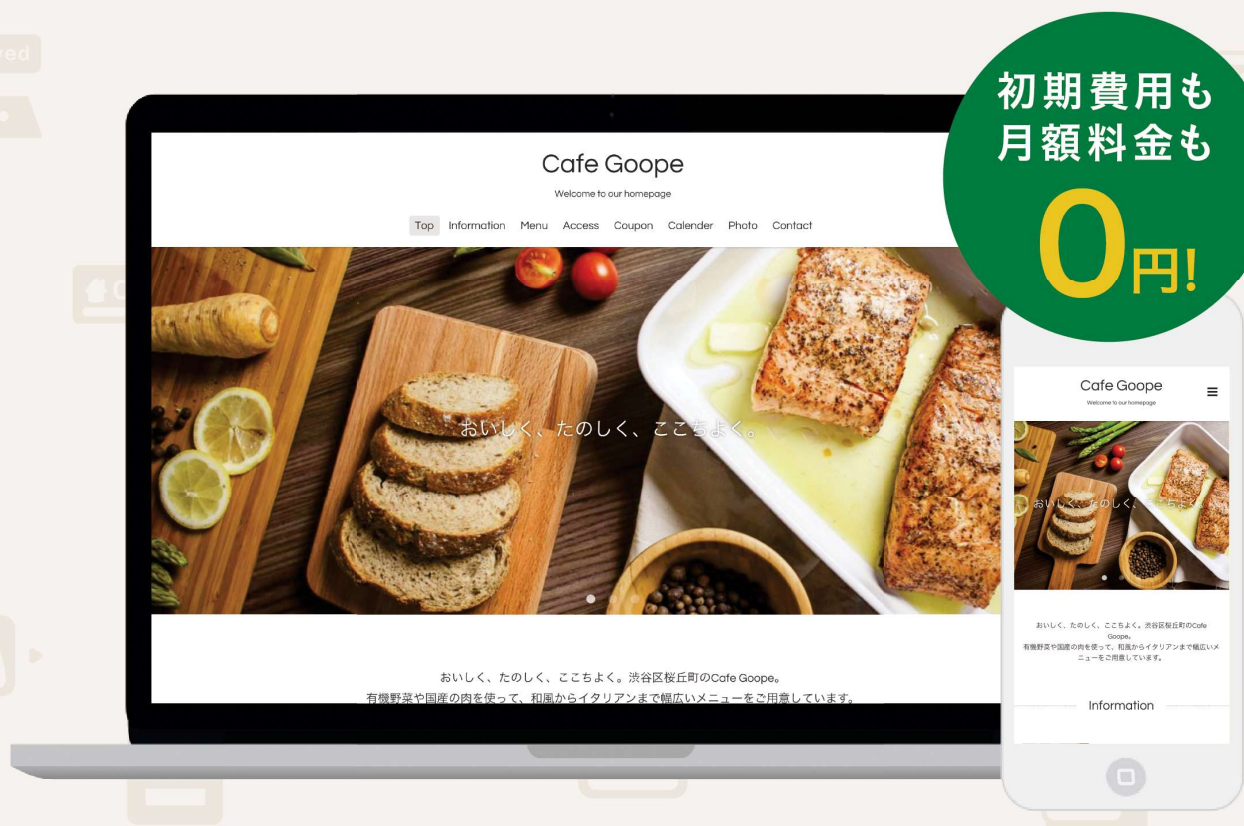 初期費用も
月額料金も
0円!
Cafe Goope
Welcome to our homepage
Top Information Menu Access Coupon Calender Photo Contact
おいしく、たのしく、ここちよく。
おいしく、たのしく、ここちよく。渋谷区桜丘町のCafe Goope。
有機野菜や国産の肉を使って、和風からイタリアンまで幅広いメニューをご用意しています。
Cafe Goope
Welcome to our homepage
おいしく、たのしく、ここちよく。
おいしく、たのしく、ここちよく。渋谷区桜丘町のCafe
Goope。
有機野菜や国産の肉を使って、和風からイタリアンまで幅広いメ
ニューをご用意しています。
Information